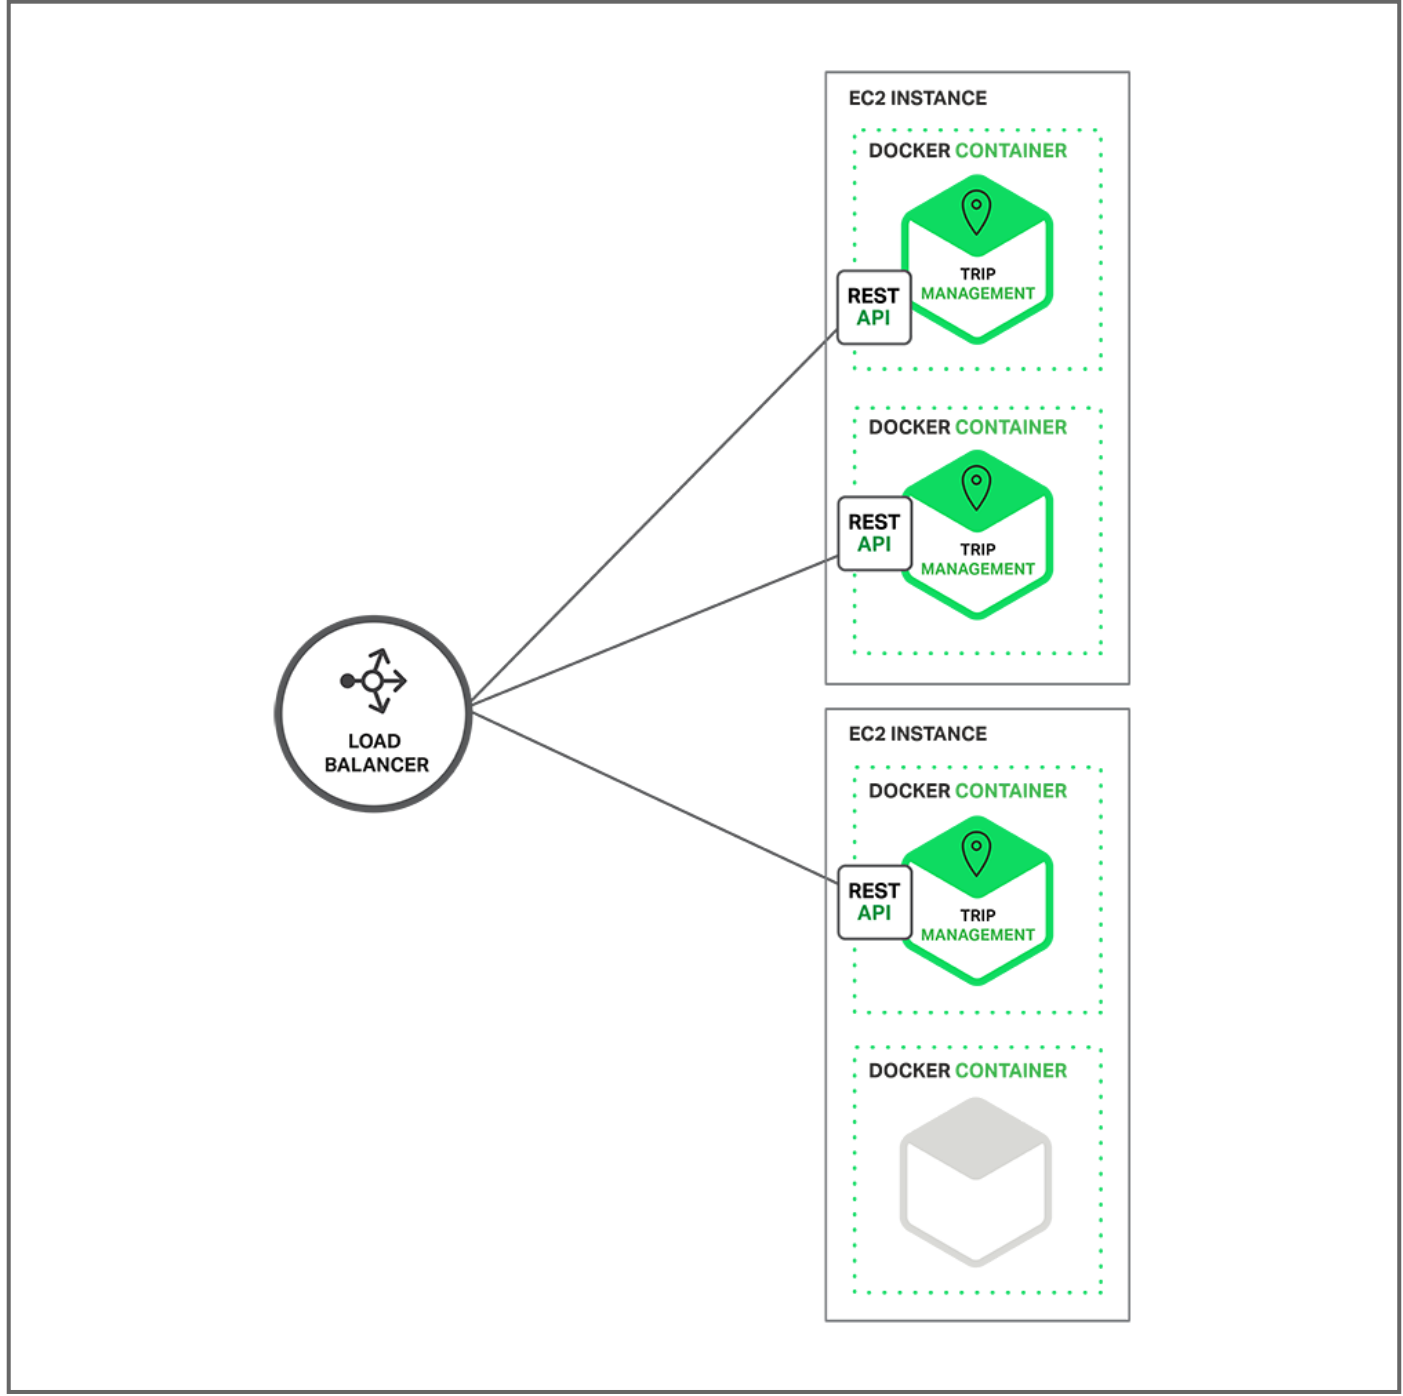 EC2 INSTANCE
DOCKER CONTAINER
TRIP
MANAGEMENT
REST
API
DOCKER CONTAINER
REST
API
TRIP
MANAGEMENT
LOAD
BALANCER
EC2 INSTANCE
DOCKER CONTAINER
REST
API
TRIP
MANAGEMENT
DOCKER CONTAINER